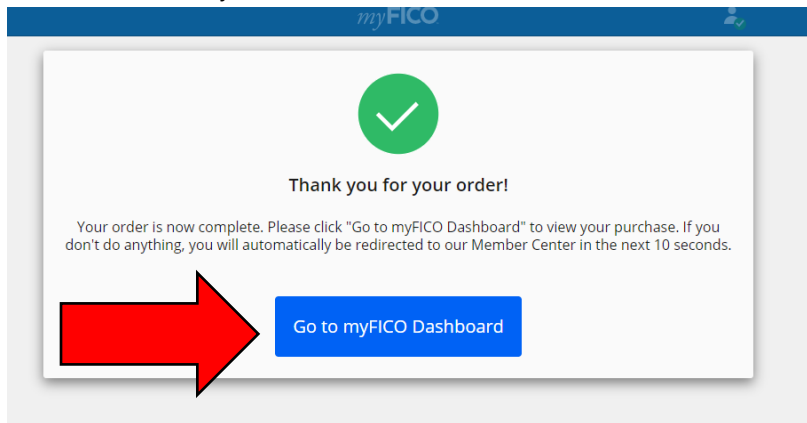 myFICO
Thank you for your order!
Your order is now complete. Please click "Go to myFICO Dashboard" to view your purchase. If you
don't do anything, you will automatically be redirected to our Member Center in the next 10 seconds.
Go to myFICO Dashboard